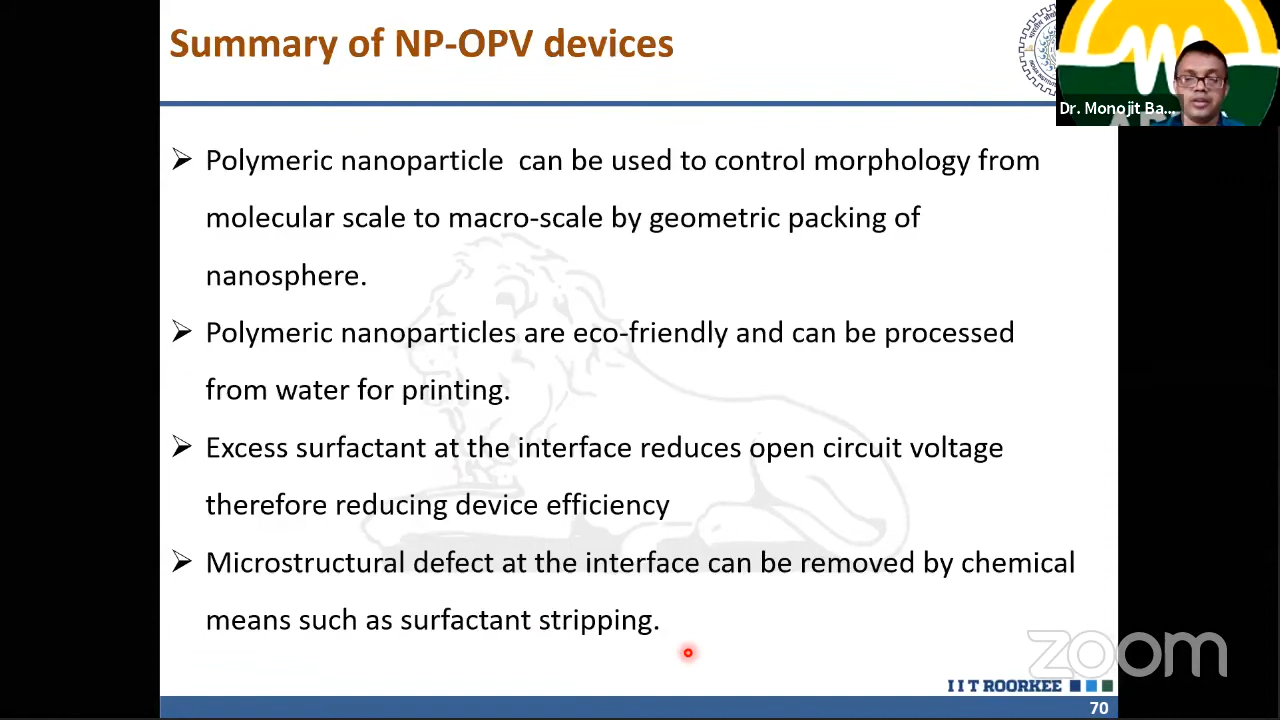 Summary of NP-OPV devices
Dr. Monojit Ba...
➢ Polymeric nanoparticle can be used to control morphology from
molecular scale to macro-scale by geometric packing of
nanosphere.
➢ Polymeric nanoparticles are eco-friendly and can be processed
from water for printing.
➢ Excess surfactant at the interface reduces open circuit voltage
therefore reducing device efficiency
➢ Microstructural defect at the interface can be removed by chemical
means such as surfactant stripping.
zoom
I I T ROORKEE
70